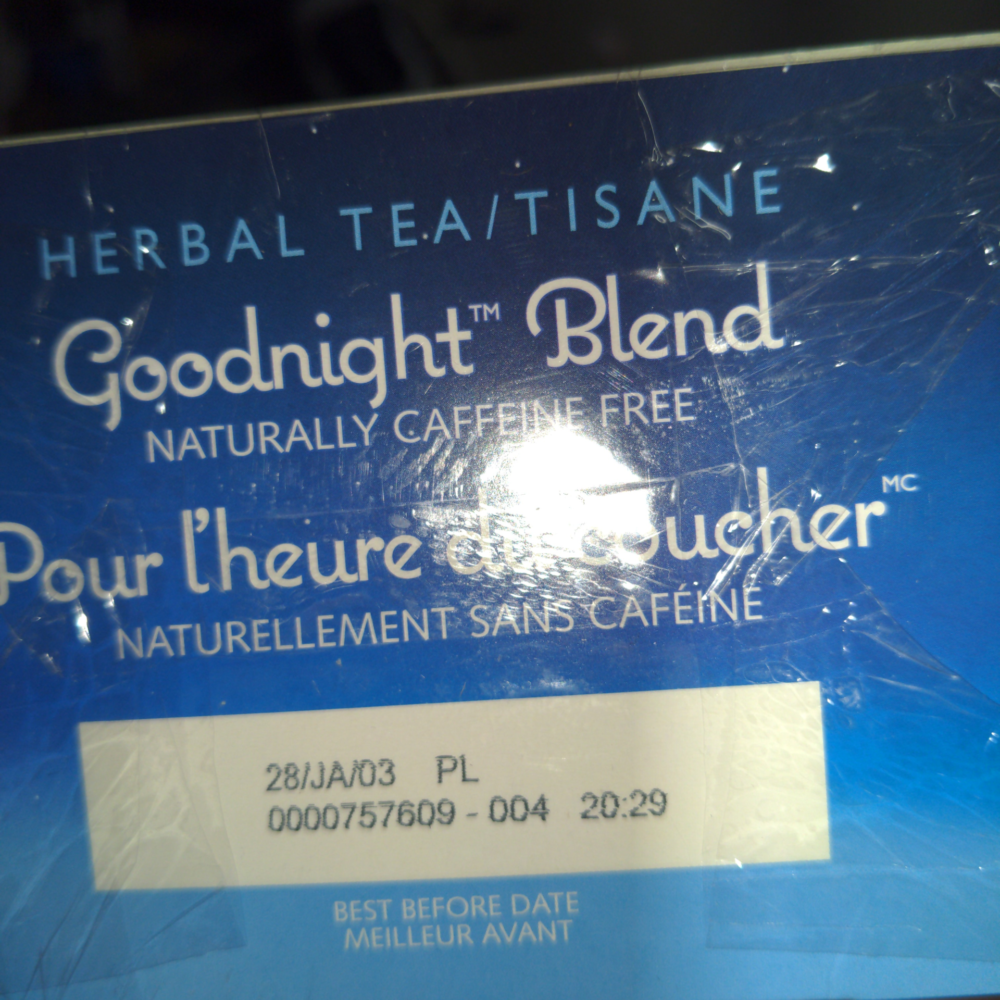 HERBAL TEA/TISANE
Goodnight™ Blend
NATURALLY CAFFEINE FREE
Pour l'heure du coucher MC
NATURELLEMENT SANS CAFÉINE
28/JA/03 PL
0000757609 - 004 20:29
BEST BEFORE DATE
MEILLEUR AVANT